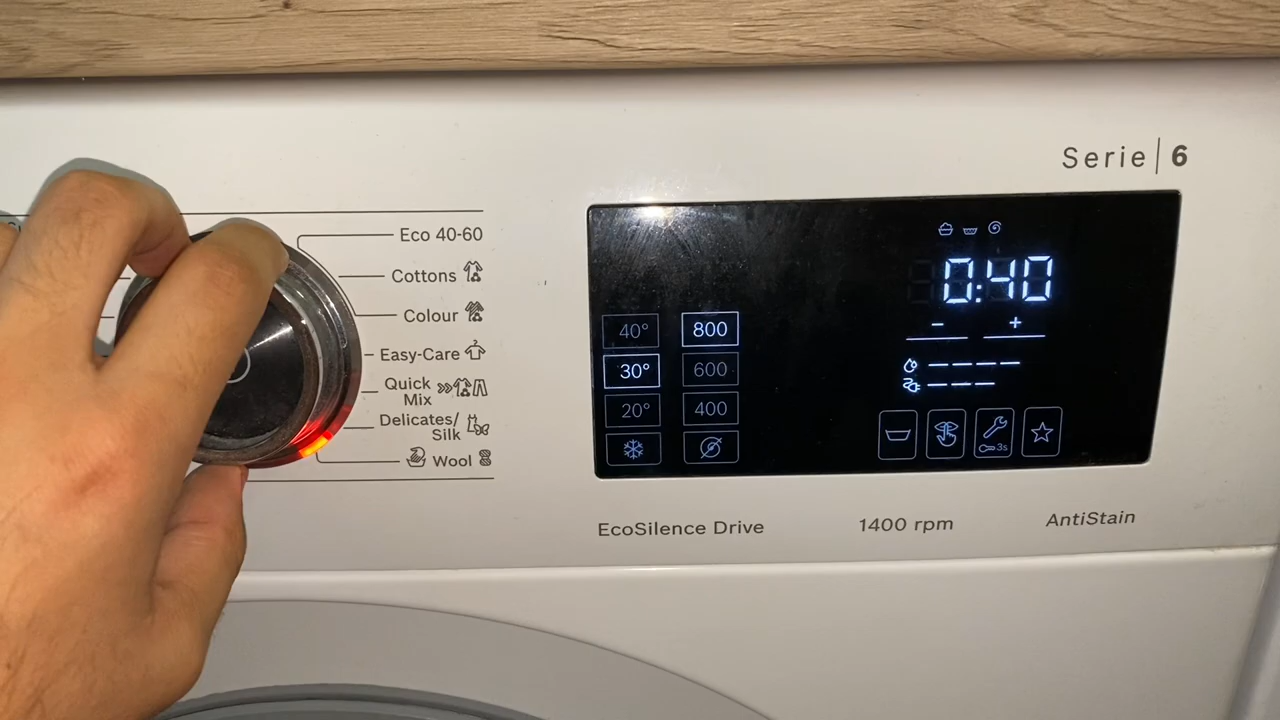 Serie | 6
Eco 40-60
Cottons
Colour
Easy-Care
Quick
Mix
Delicates/
Silk
Wool
0:40
- +
40° 800
30° 600
20° 400
3s
EcoSilence Drive 1400 rpm AntiStain